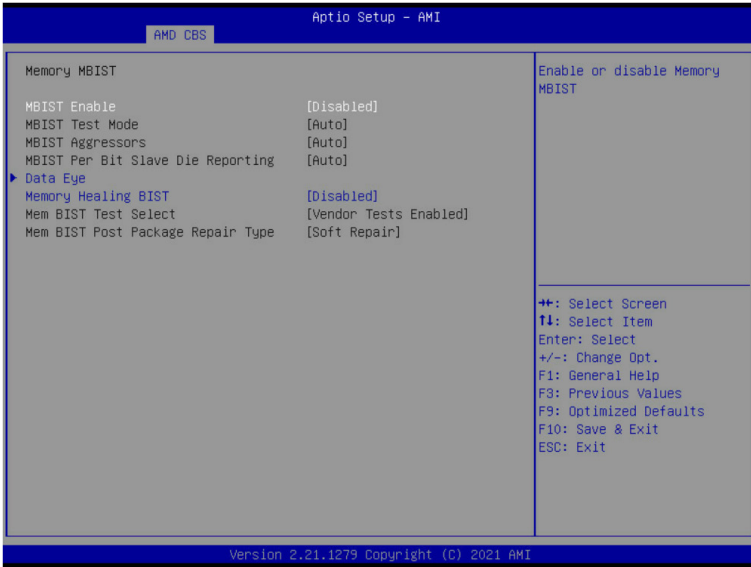 Aptio Setup – AMI
AMD CBS
Memory MBIST
MBIST Enable [Disabled]
MBIST Test Mode [Auto]
MBIST Aggressors [Auto]
MBIST Per Bit Slave Die Reporting [Auto]
Data Eye
Memory Healing BIST [Disabled]
Mem BIST Test Select [Vendor Tests Enabled]
Mem BIST Post Package Repair Type [Soft Repair]
Enable or disable Memory
MBIST
→←: Select Screen
↑↓: Select Item
Enter: Select
+/-: Change Opt.
F1: General Help
F3: Previous Values
F9: Optimized Defaults
F10: Save & Exit
ESC: Exit
Version 2.21.1279 Copyright (C) 2021 AMI